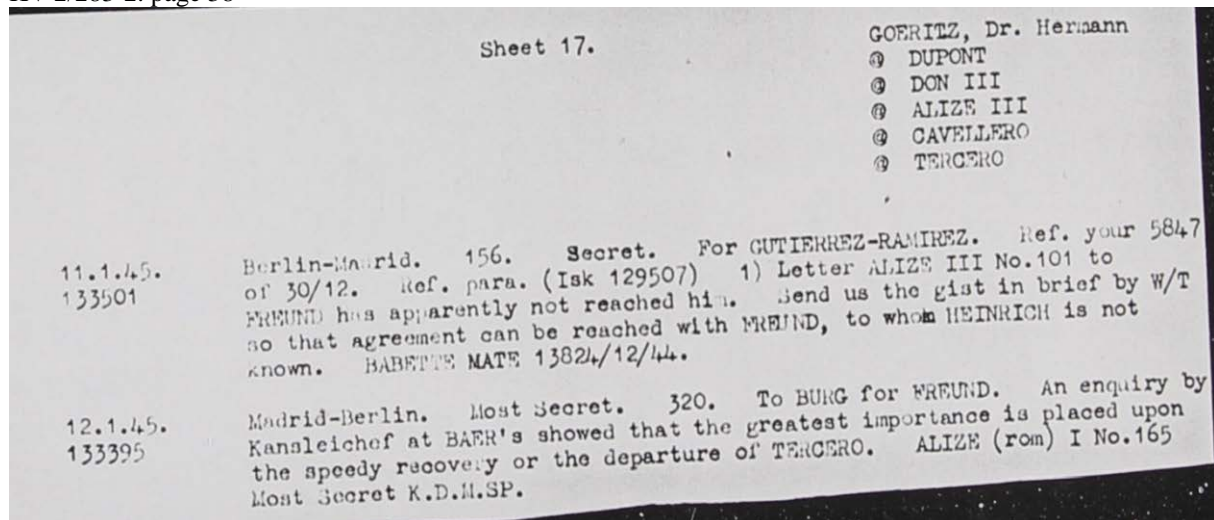 Sheet 17.
GOERITZ, Dr. Hermann
@ DUPONT
@ DON III
@ ALIZE III
@ CAVELLERO
@ TERCERO
11.1.45.
133501
Berlin-Madrid. 156. Secret. For GUTIERREZ-RAMIREZ. Ref. your 5847
of 30/12. Ref. para. (Isk 129507) 1) Letter ALIZE III No.101 to
FREUND has apparently not reached him. Send us the gist in brief by W/T
so that agreement can be reached with FREUND, to whom HEINRICH is not
known. BABETTE MATE 13824/12/44.
12.1.45.
133395
Madrid-Berlin. Most Secret. 320. To BURG for FREUND. An enquiry by
Kansleichef at BAER's showed that the greatest importance is placed upon
the speedy recovery or the departure of TERCERO. ALIZE (rom) I No.165
Most Secret K.D.M.SP.